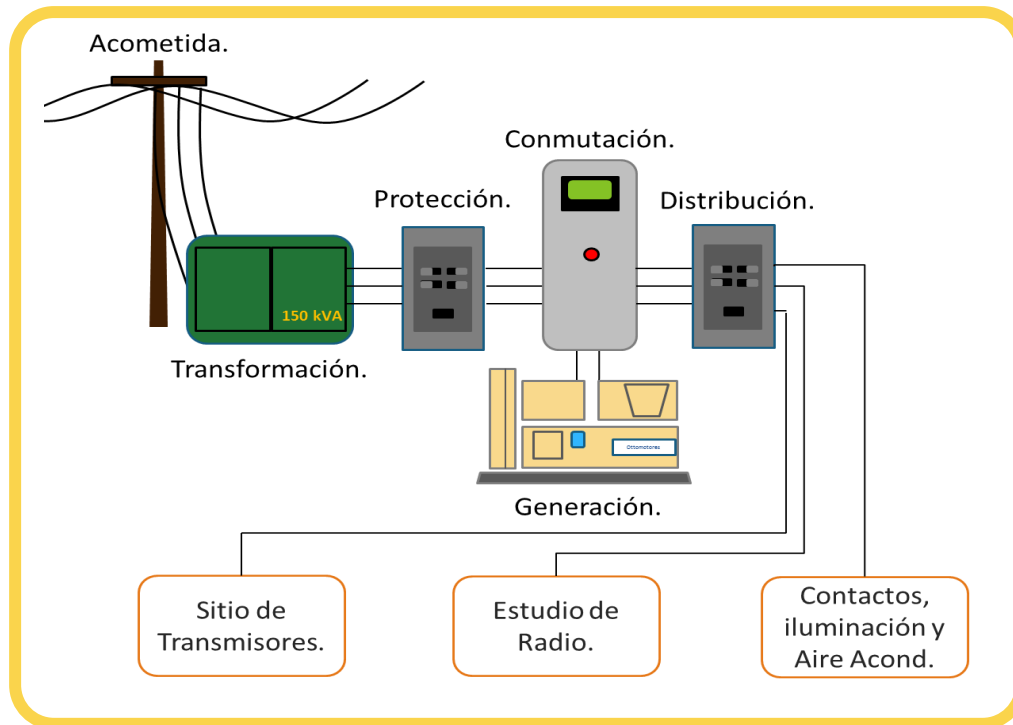 Acometida.
Conmutación.
Protección.
Distribución.
150 kVA
Transformación.
Ottomotores
Generación.
Sitio de
Transmisores.
Estudio de
Radio.
Contactos,
iluminación y
Aire Acond.